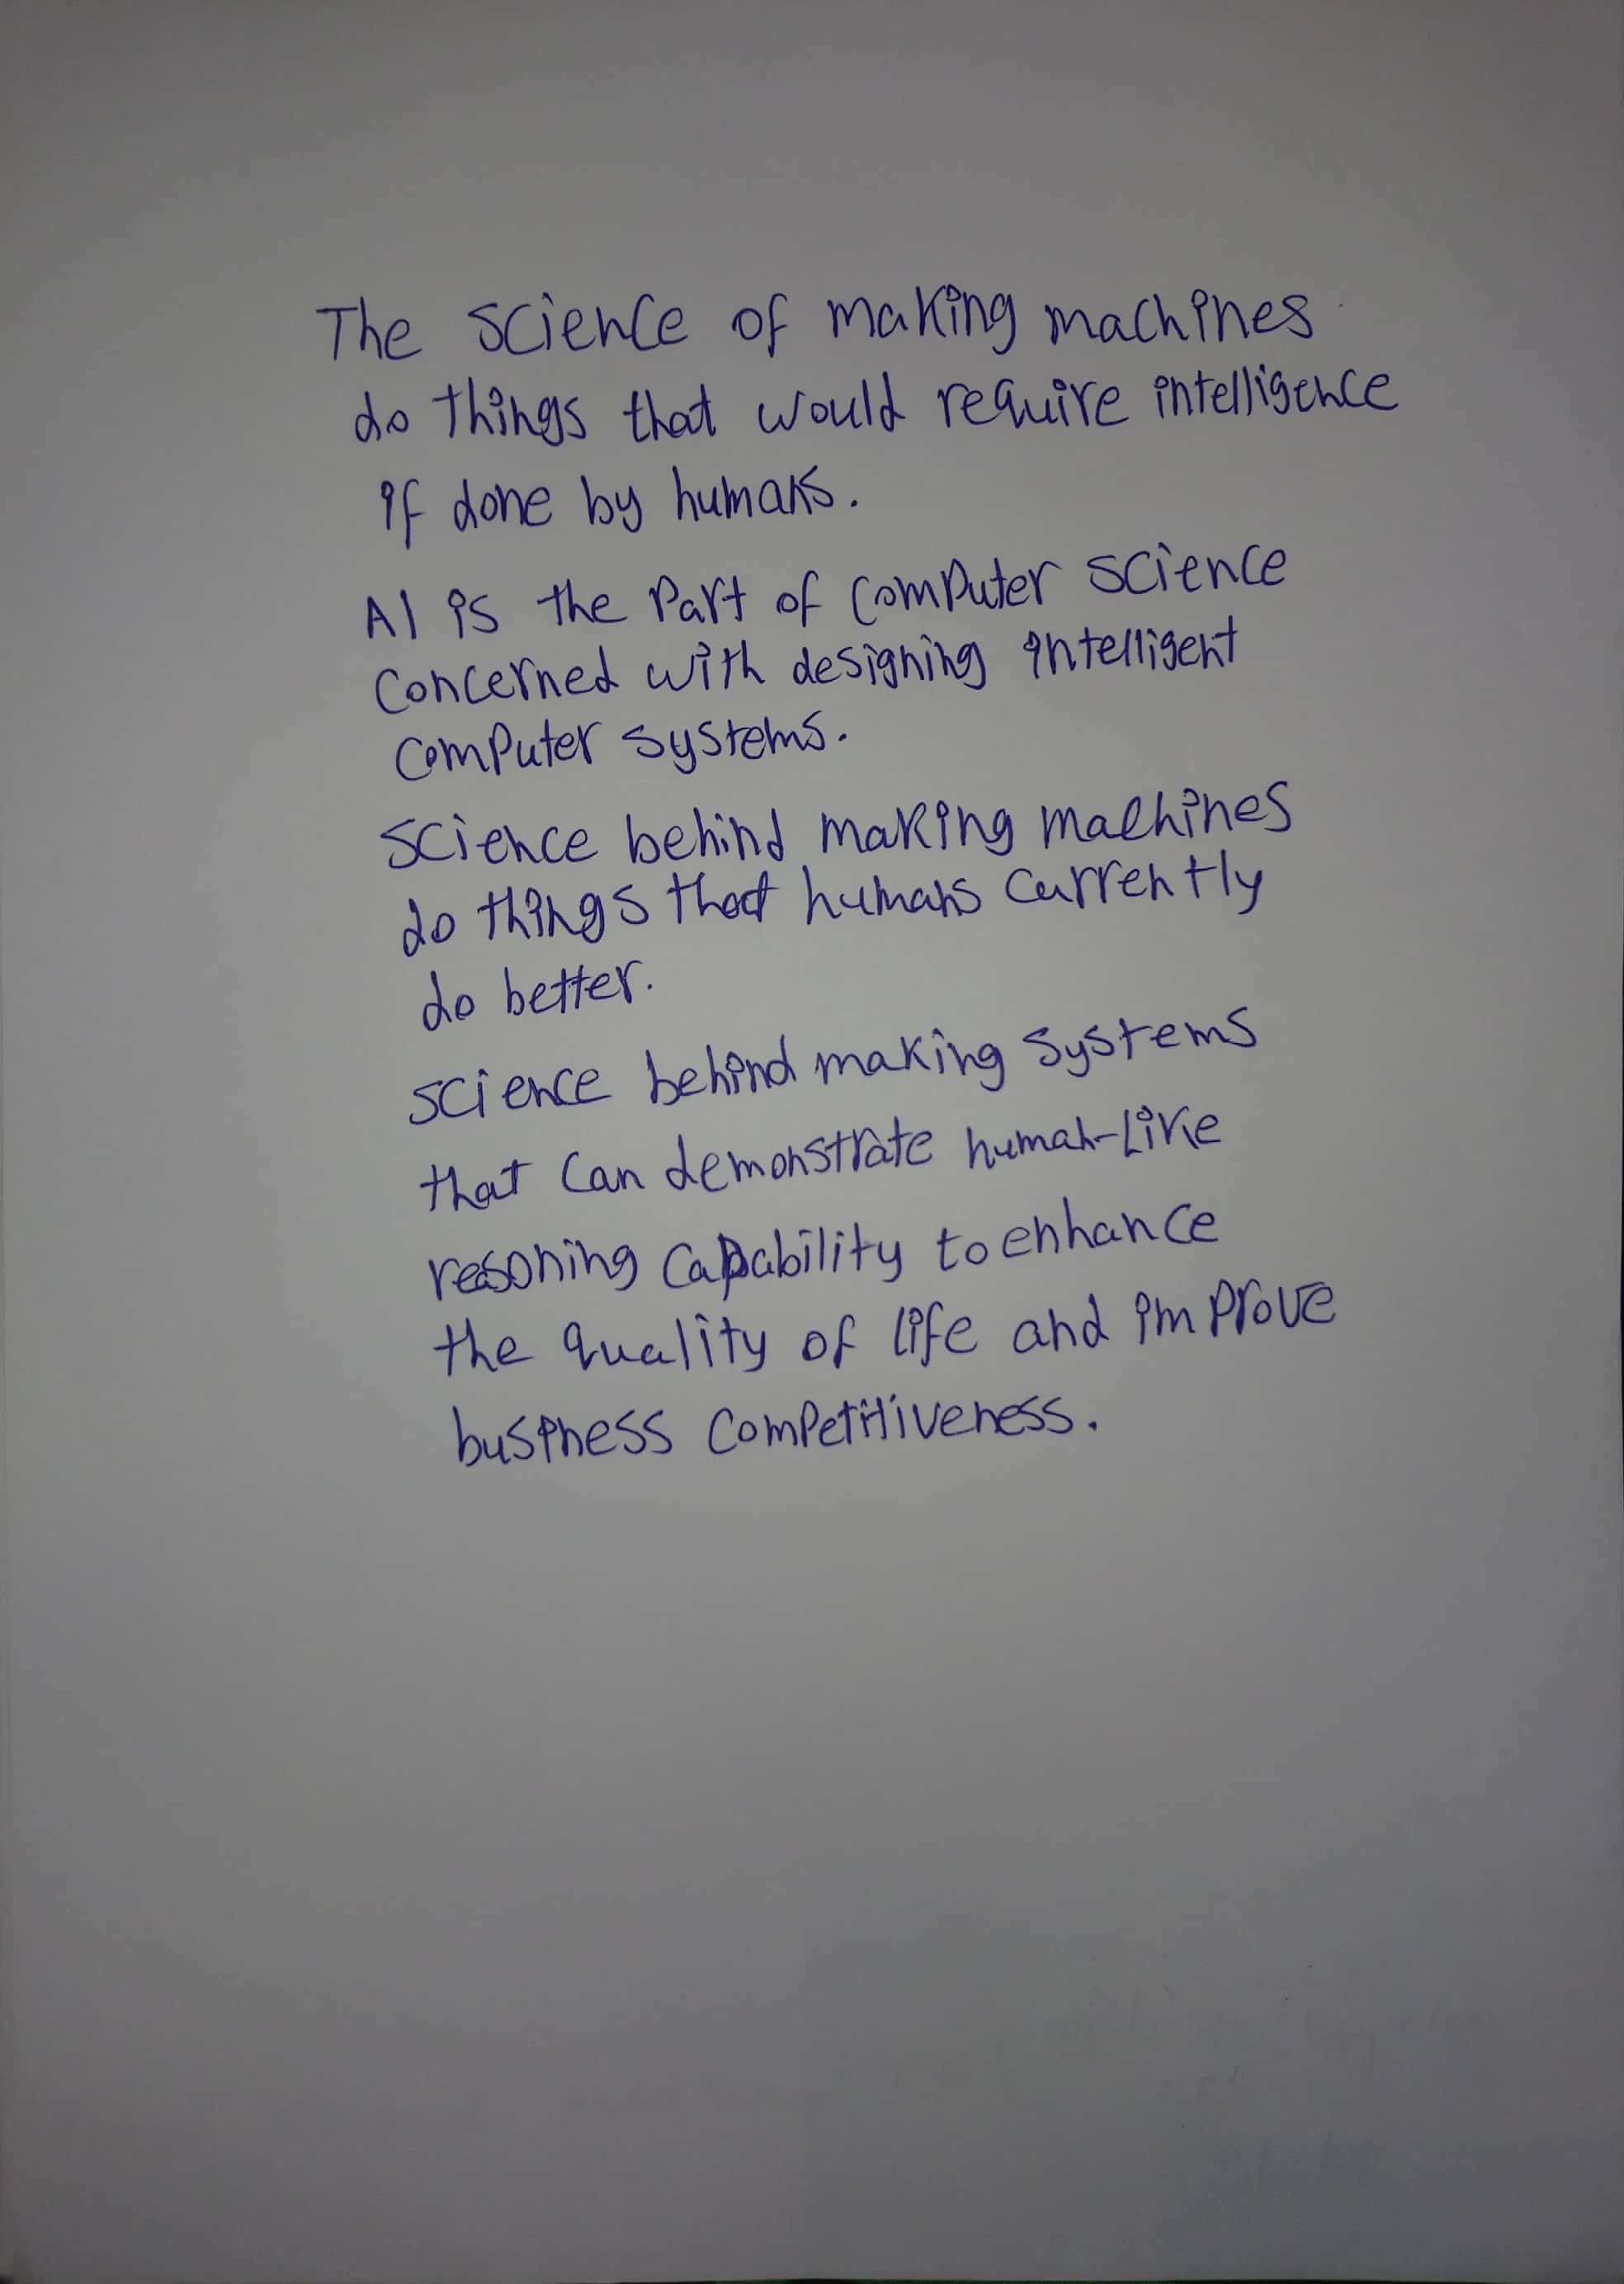 The science of making machines
do things that would require intelligence
if done by humans.
AI is the part of computer science
concerned with designing intelligent
computer systems.
science behind making machines
do things that humans currently
do better.
science behind making systems
that can demonstrate human-like
reasoning capability to enhance
the quality of life and improve
business competitiveness.